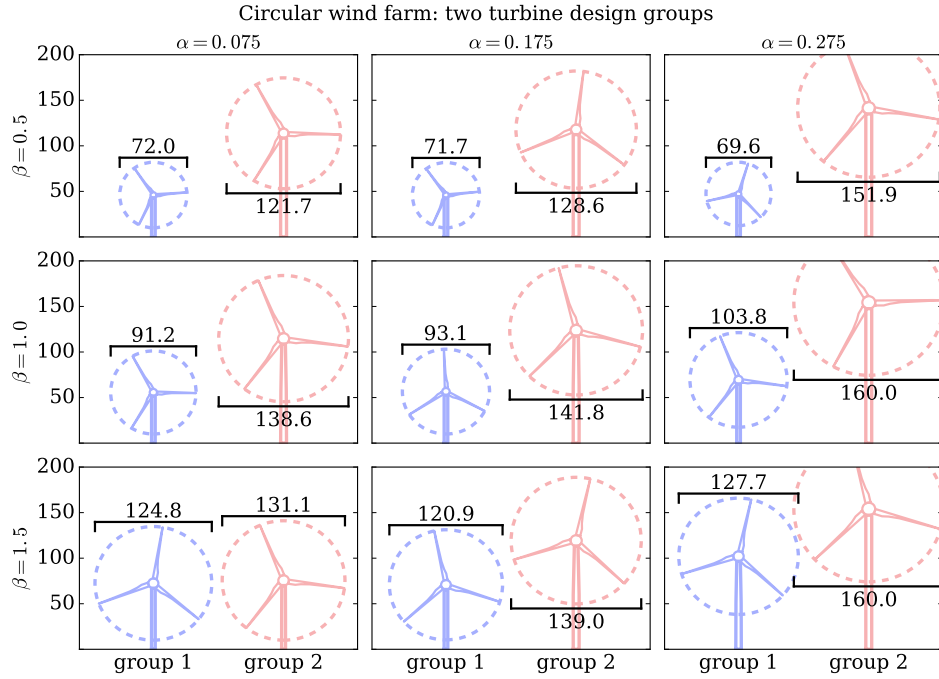 Circular wind farm: two turbine design groups
α = 0.075
α = 0.175
α = 0.275
β = 0.5
200
150
100
50
72.0
121.7
71.7
128.6
69.6
151.9
β = 1.0
200
150
100
50
91.2
138.6
93.1
141.8
103.8
160.0
β = 1.5
200
150
100
50
124.8
131.1
120.9
139.0
127.7
160.0
group 1
group 2
group 1
group 2
group 1
group 2